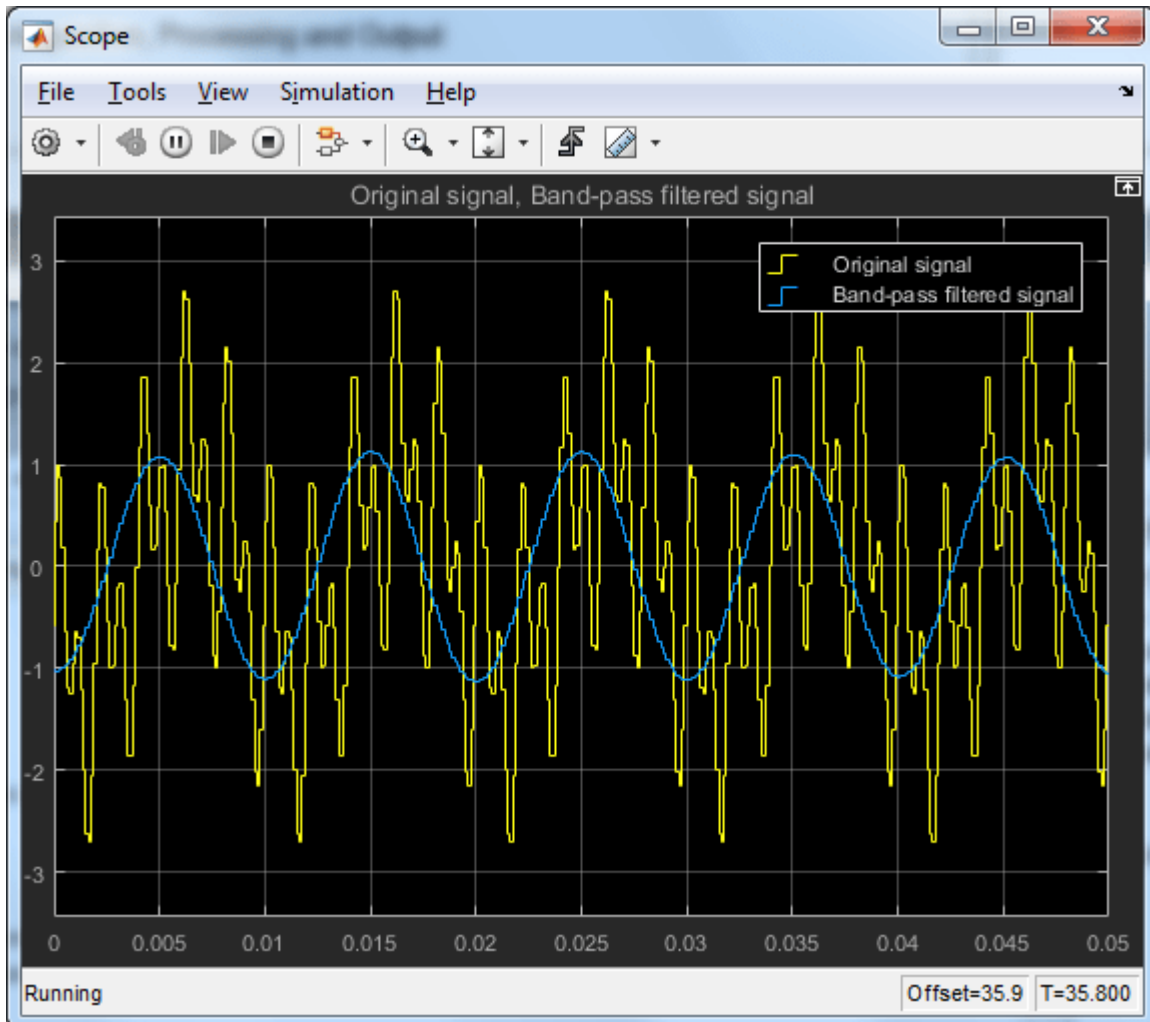 Scope
File Tools View Simulation Help
Original signal, Band-pass filtered signal
Original signal
Band-pass filtered signal
3
2
1
0
-1
-2
-3
0 0.005 0.01 0.015 0.02 0.025 0.03 0.035 0.04 0.045 0.05
Running Offset=35.9 T=35.800